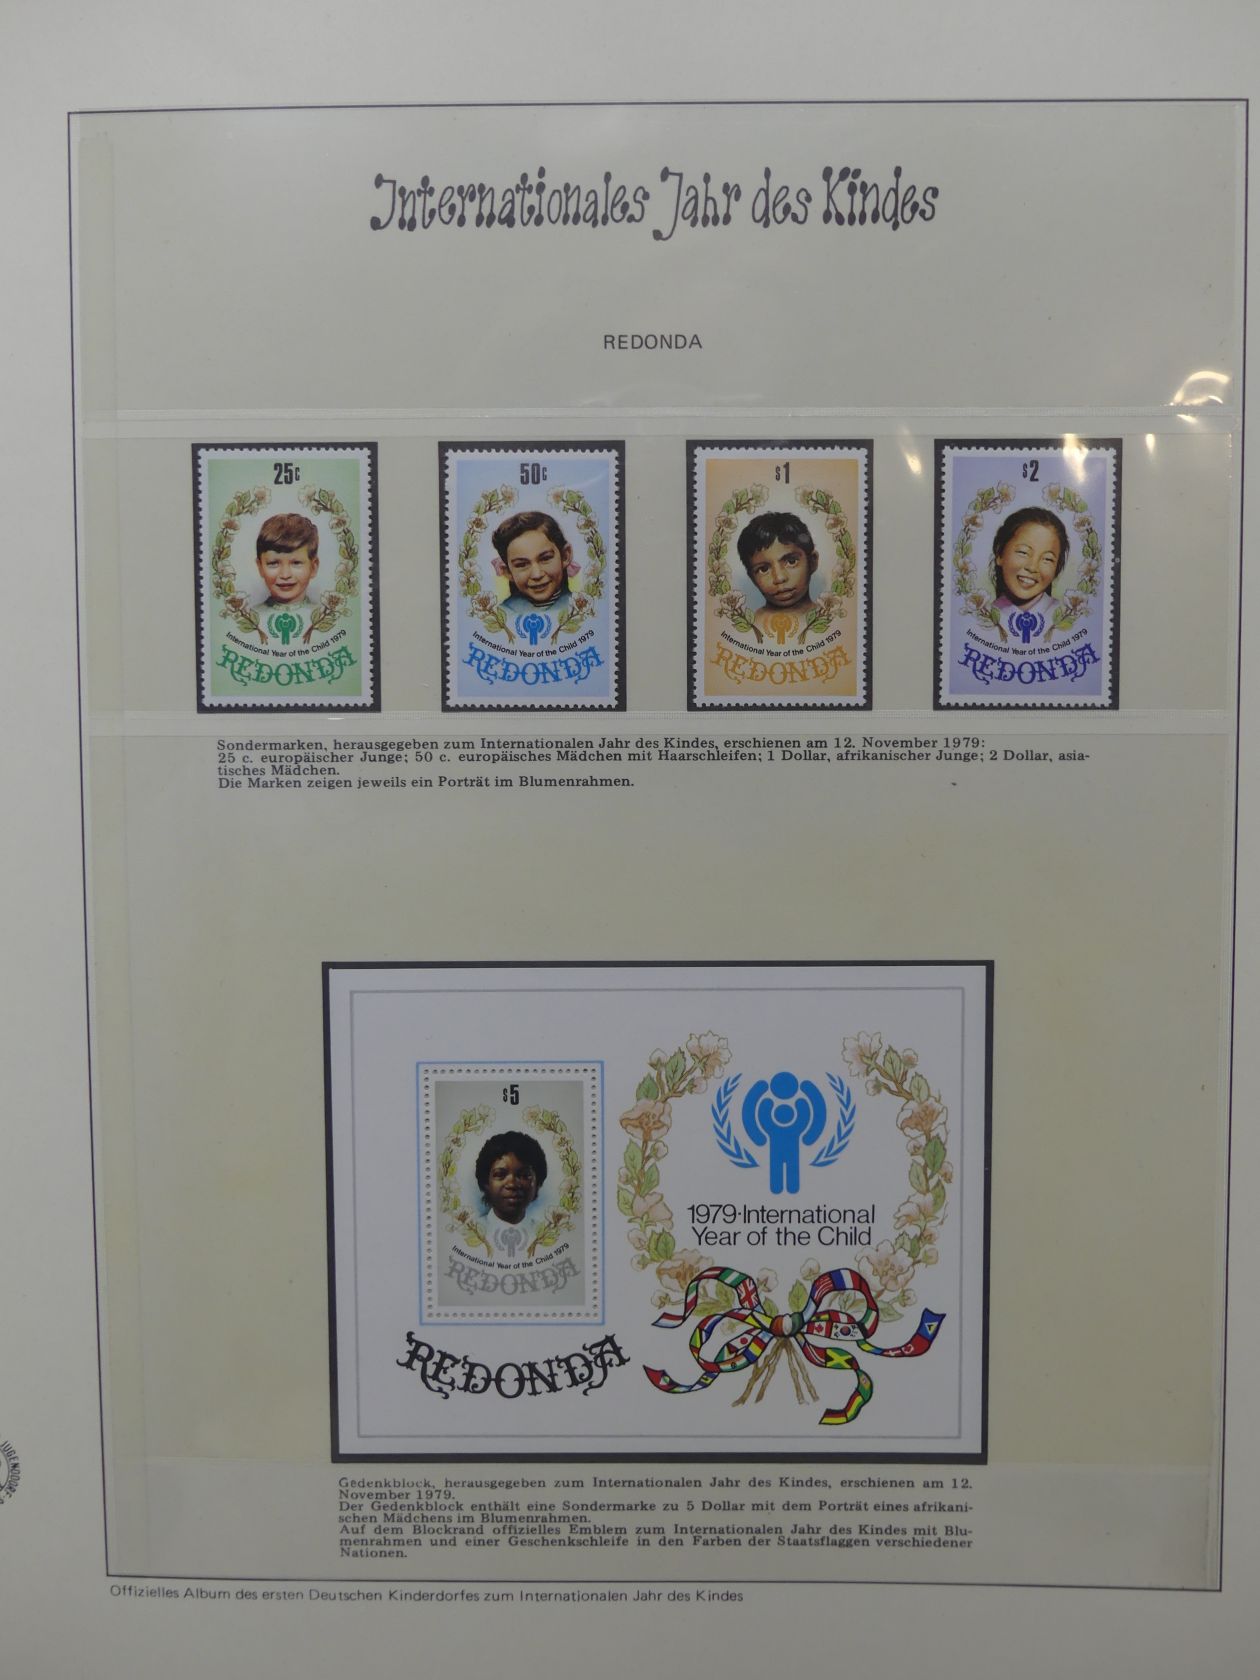 Internationales Jahr des Kindes
REDONDA
25c
International Year of the Child 1979
REDONDA
50c
International Year of the Child 1979
REDONDA
$1
International Year of the Child 1979
REDONDA
$2
International Year of the Child 1979
REDONDA
Sondermarken, herausgegeben zum Internationalen Jahr des Kindes, erschienen am 12. November 1979:
25 c. europäischer Junge; 50 c. europäisches Mädchen mit Haarschleifen; 1 Dollar, afrikanischer Junge; 2 Dollar, asia-
tisches Mädchen.
Die Marken zeigen jeweils ein Porträt im Blumenrahmen.
$5
International Year of the Child 1979
REDONDA
REDONDA
1979·International
Year of the Child
Gedenkblock, herausgegeben zum Internationalen Jahr des Kindes, erschienen am 12.
November 1979.
Der Gedenkblock enthält eine Sondermarke zu 5 Dollar mit dem Porträt eines afrikani-
schen Mädchens im Blumenrahmen.
Auf dem Blockrand offizielles Emblem zum Internationalen Jahr des Kindes mit Blu-
menrahmen und einer Geschenkschleife in den Farben der Staatsflaggen verschiedener
Nationen.
Offizielles Album des ersten Deutschen Kinderdorfes zum Internationalen Jahr des Kindes